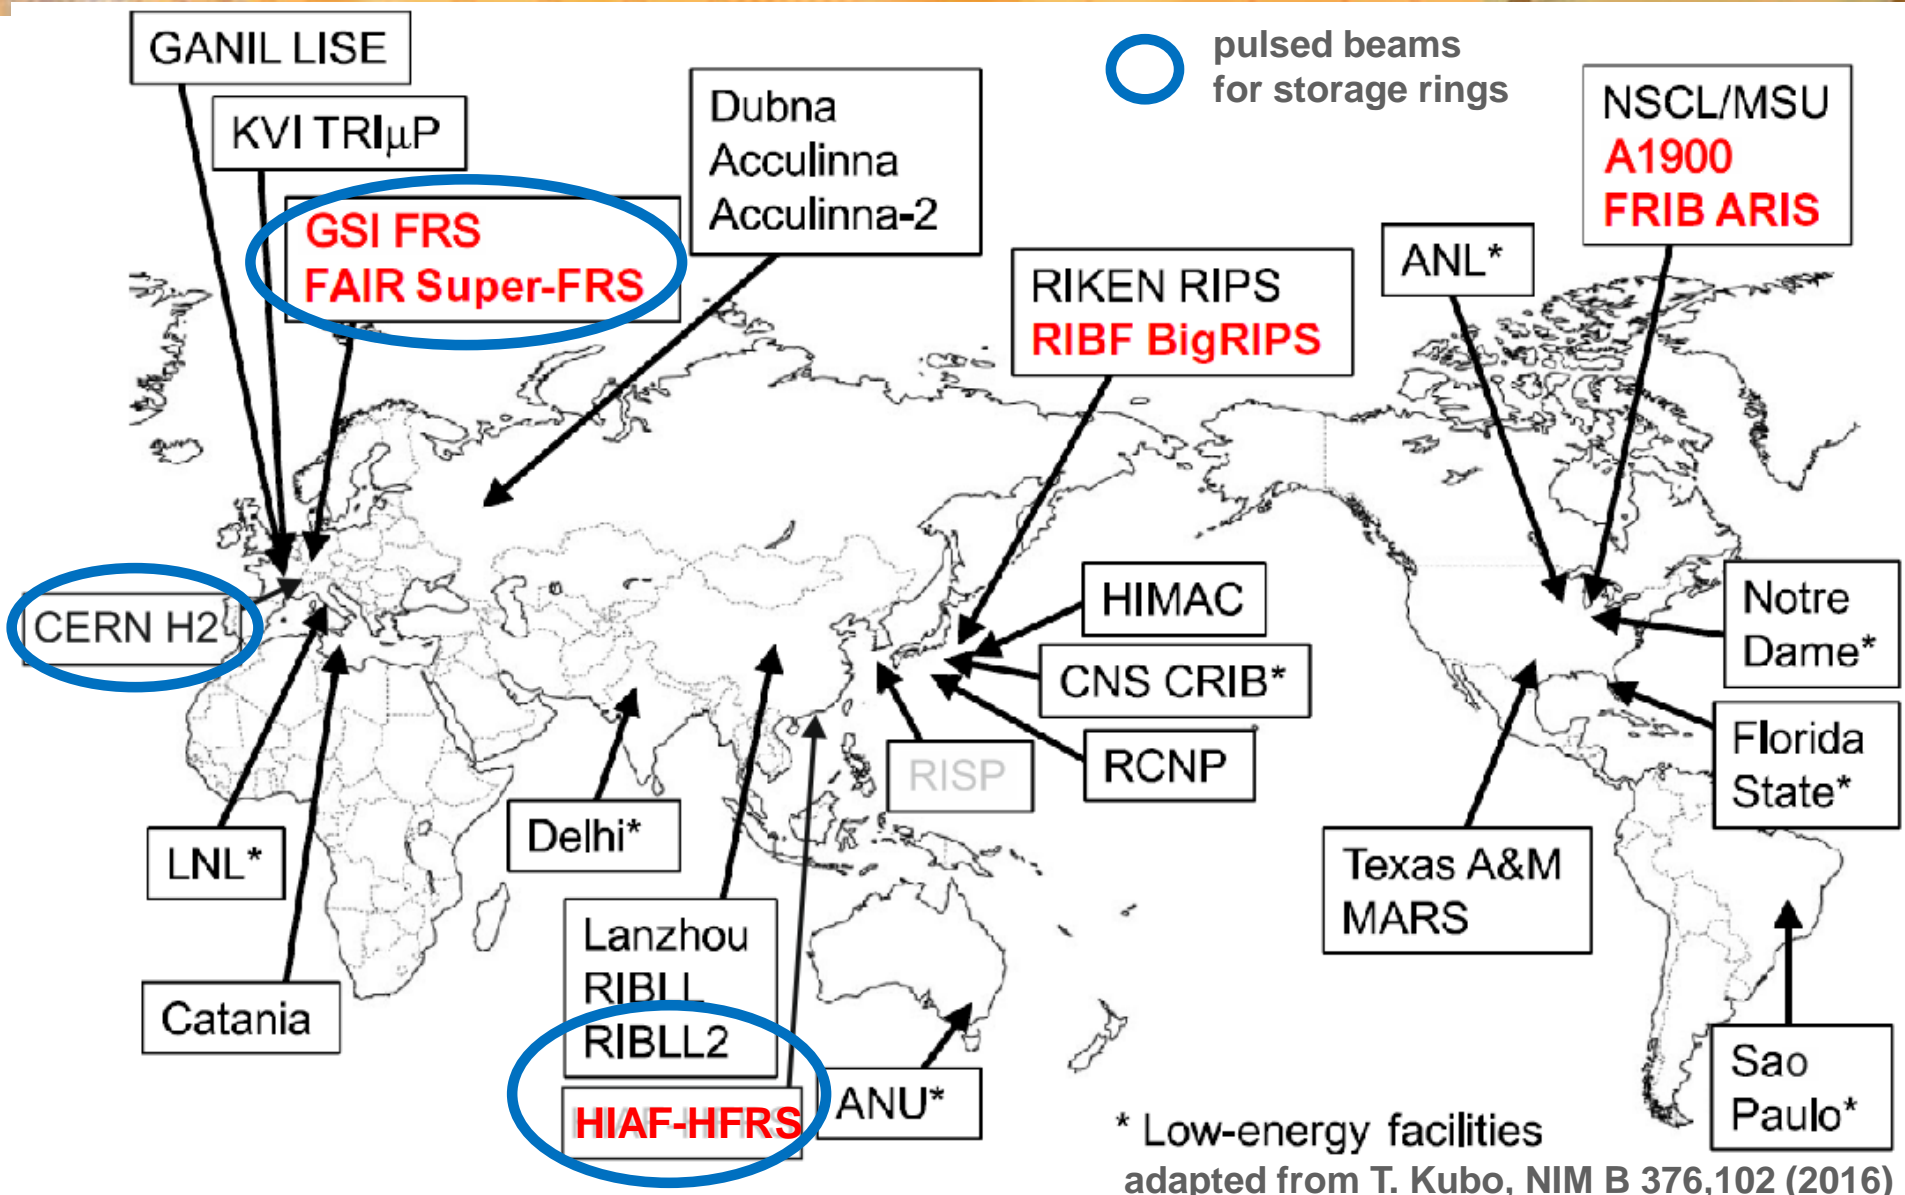 GANIL LISE
KVI TRIμP
GSI FRS
FAIR Super-FRS
Dubna
Acculinna
Acculinna-2
pulsed beams
for storage rings
NSCL/MSU
A1900
FRIB ARIS
ANL*
RIKEN RIPS
RIBF BigRIPS
CERN H2
HIMAC
CNS CRIB*
RCNP
RISP
Notre
Dame*
Florida
State*
LNL*
Delhi*
Texas A&M
MARS
Catania
Lanzhou
RIBLL
RIBLL2
HIAF-HFRS
ANU*
Sao
Paulo*
* Low-energy facilities
adapted from T. Kubo, NIM B 376,102 (2016)